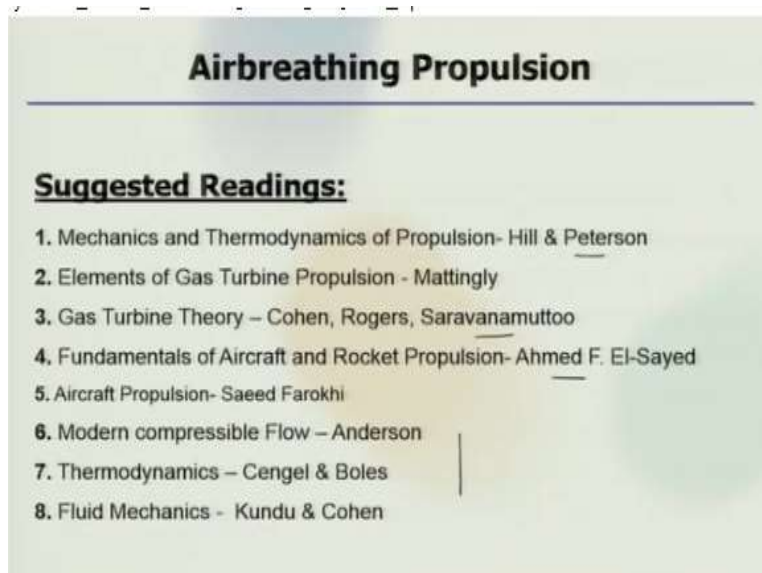 Airbreathing Propulsion
Suggested Readings:
1. Mechanics and Thermodynamics of Propulsion- Hill & Peterson
2. Elements of Gas Turbine Propulsion - Mattingly
3. Gas Turbine Theory – Cohen, Rogers, Saravanamuttoo
4. Fundamentals of Aircraft and Rocket Propulsion- Ahmed F. El-Sayed
5. Aircraft Propulsion- Saeed Farokhi
6. Modern compressible Flow – Anderson
7. Thermodynamics – Cengel & Boles
8. Fluid Mechanics - Kundu & Cohen